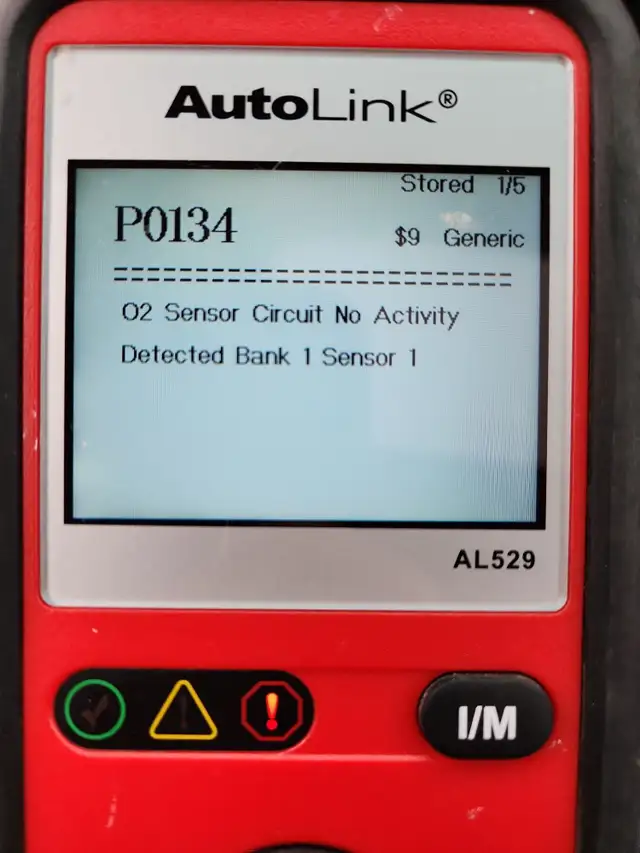 AutoLink®
Stored 1/5
P0134
$9 Generic
O2 Sensor Circuit No Activity
Detected Bank 1 Sensor 1
AL529
I/M